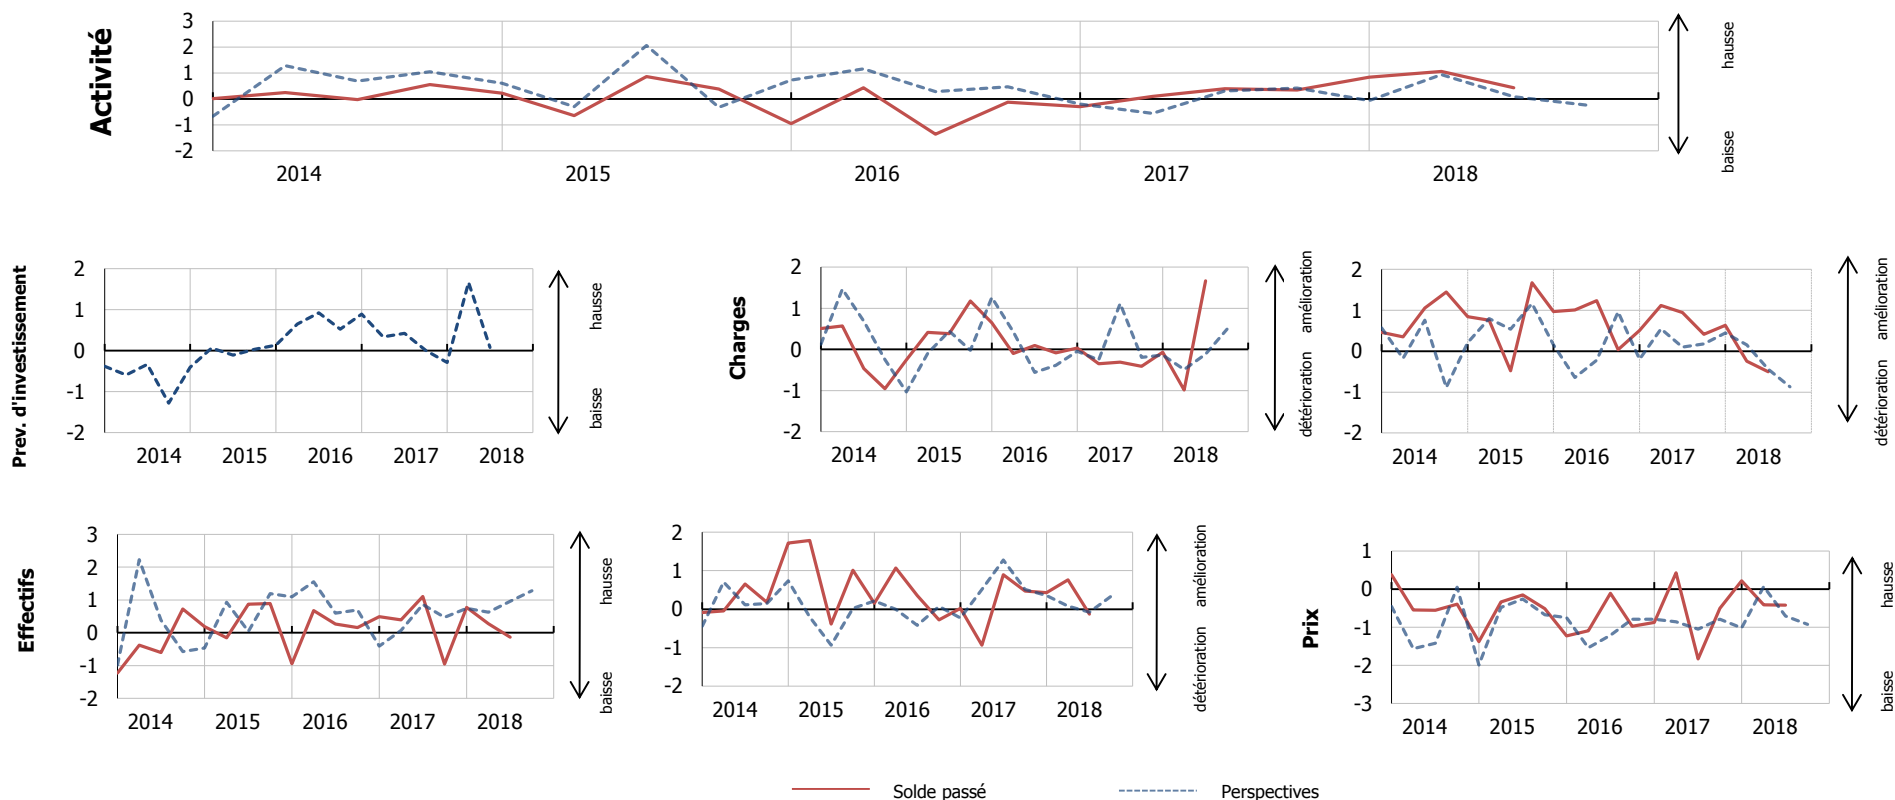 Activité
3
2
1
0
-1
-2
2014 2015 2016 2017 2018
hausse
baisse
Prev. d'investissement
2
1
0
-1
-2
2014 2015 2016 2017 2018
hausse
baisse
Charges
2
1
0
-1
-2
2014 2015 2016 2017 2018
amélioration
détérioration
2
1
0
-1
-2
2014 2015 2016 2017 2018
amélioration
détérioration
Effectifs
3
2
1
0
-1
-2
2014 2015 2016 2017 2018
hausse
baisse
2
1
0
-1
-2
2014 2015 2016 2017 2018
amélioration
détérioration
Prix
1
0
-1
-2
-3
2014 2015 2016 2017 2018
hausse
baisse
Solde passé Perspectives